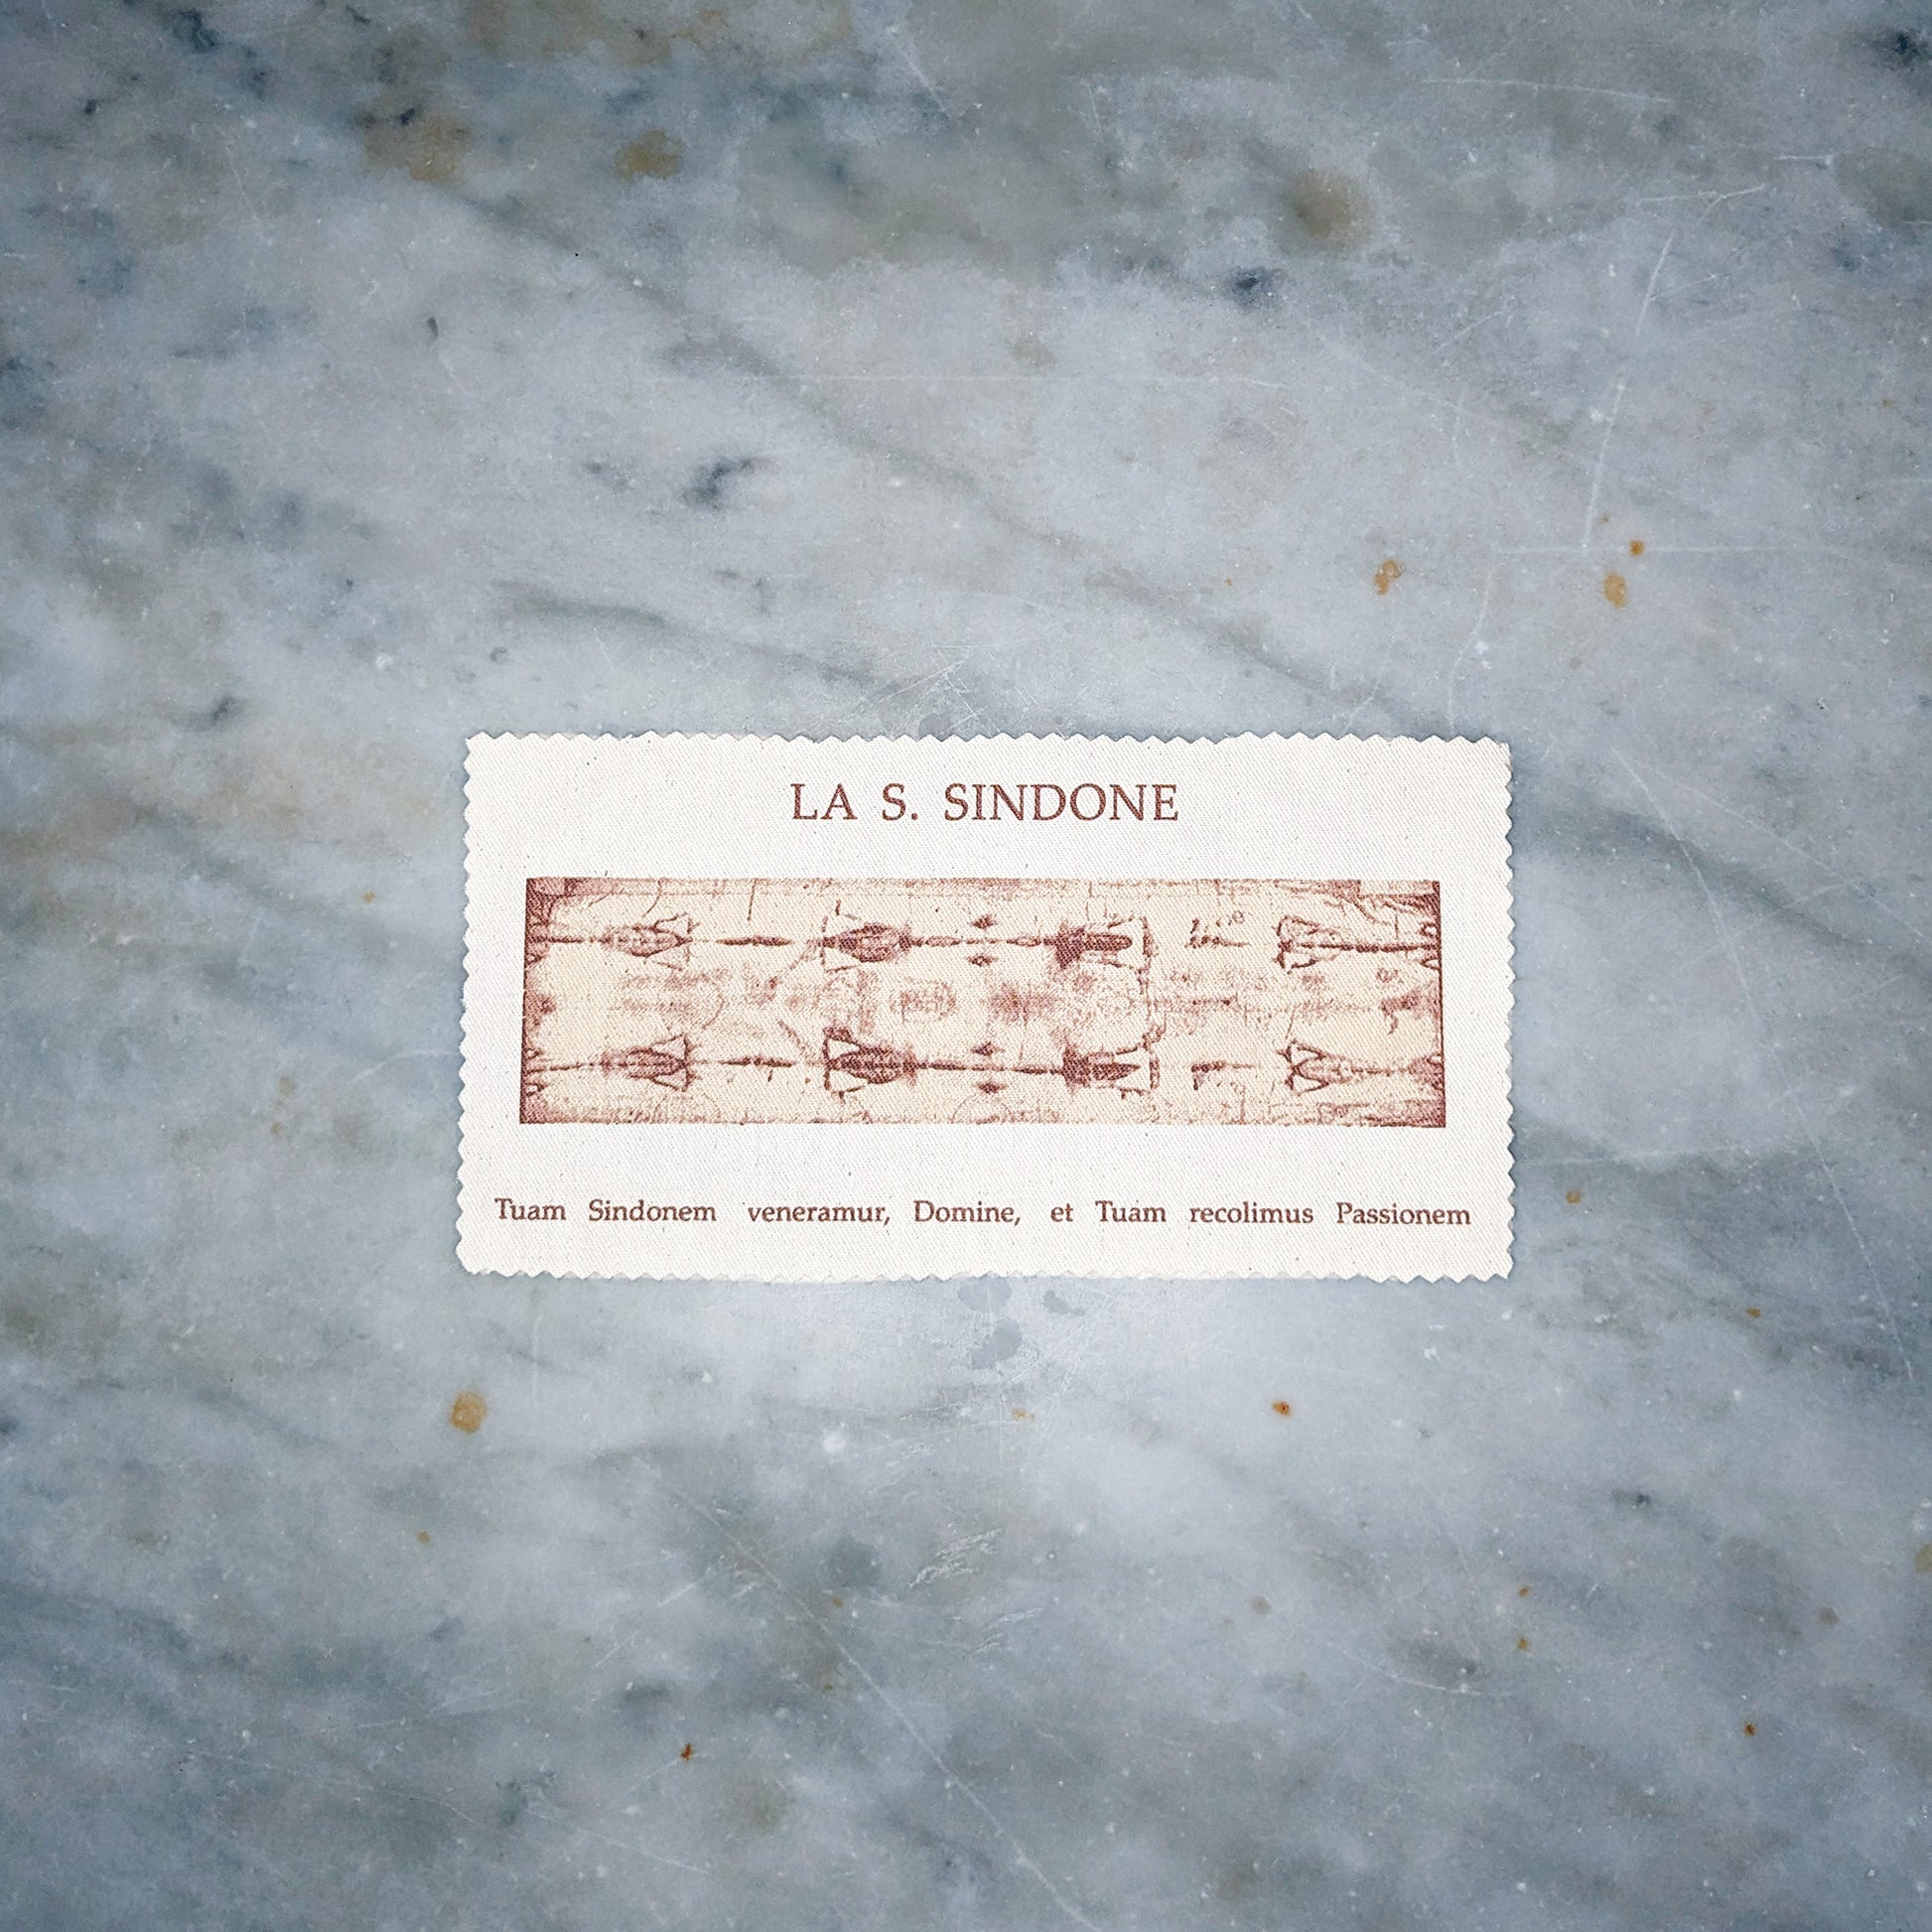 LA S. SINDONE
Tuam Sindonem veneramur, Domine, et Tuam recolimus Passionem